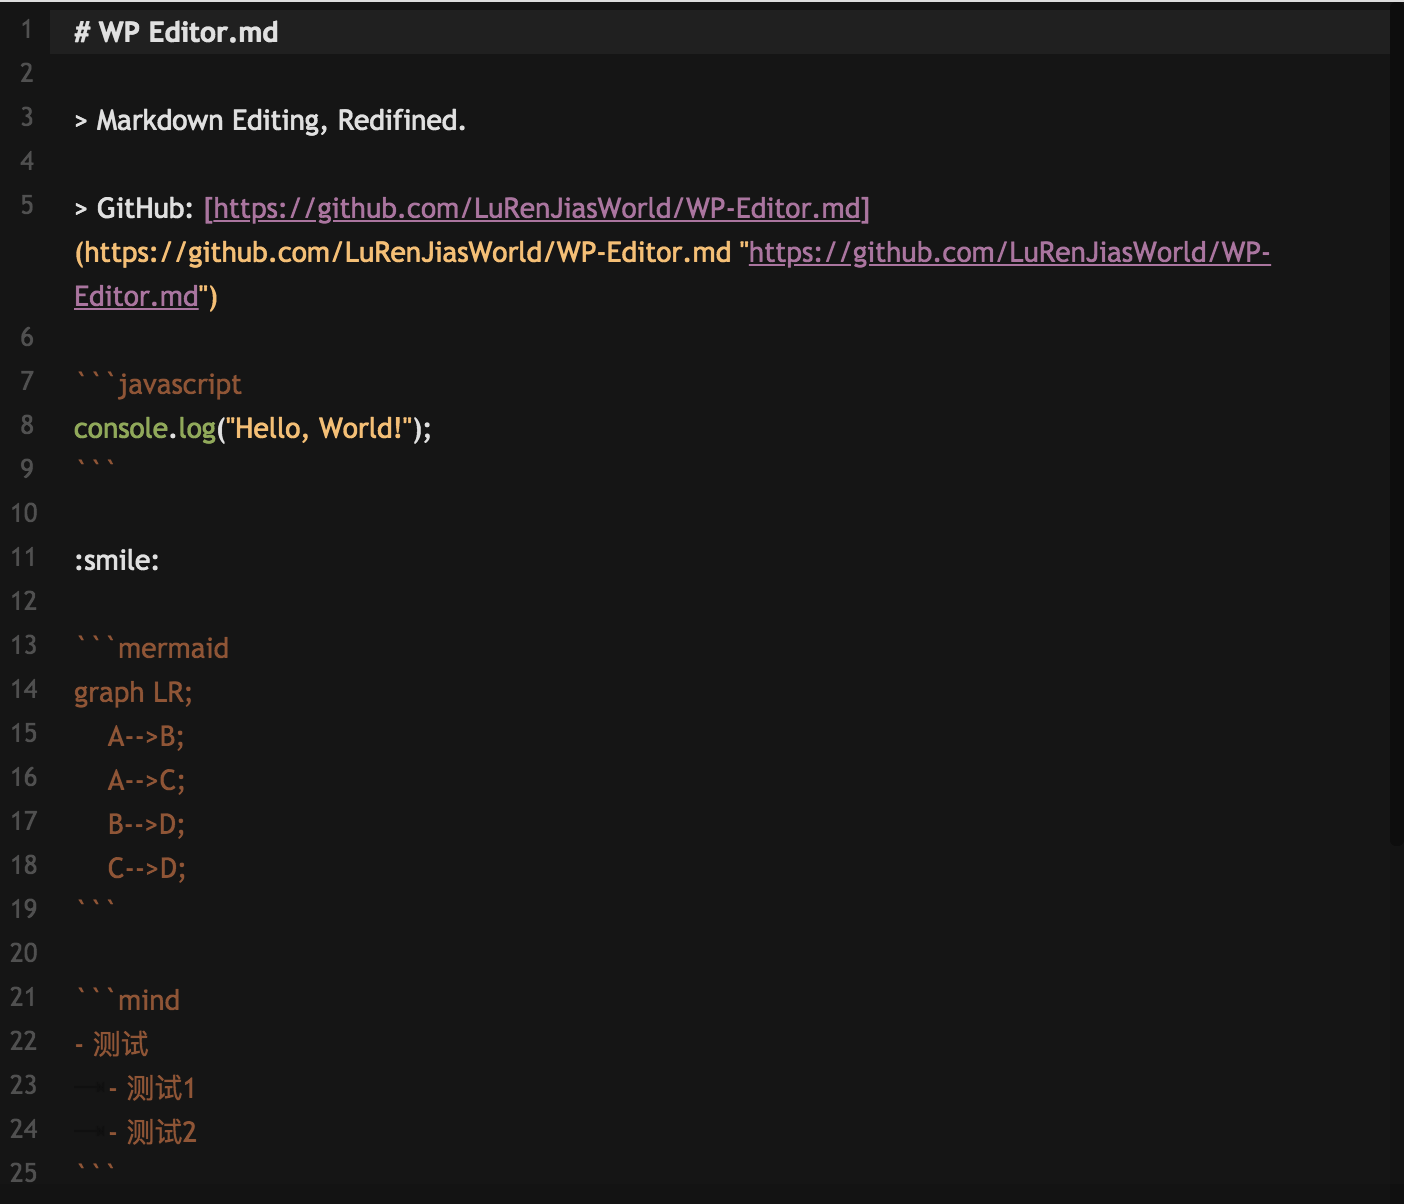 1 # WP Editor.md
2
3 > Markdown Editing, Redifined.
4
5 > GitHub: [https://github.com/LuRenJiasWorld/WP-Editor.md]
(https://github.com/LuRenJiasWorld/WP-Editor.md "https://github.com/LuRenJiasWorld/WP-
Editor.md")
6
7 ```javascript
8 console.log("Hello, World!");
9 ```
10
11 :smile:
12
13 ```mermaid
14 graph LR;
15     A-->B;
16     A-->C;
17     B-->D;
18     C-->D;
19 ```
20
21 ```mind
22 - 测试
23     - 测试1
24     - 测试2
25 ```